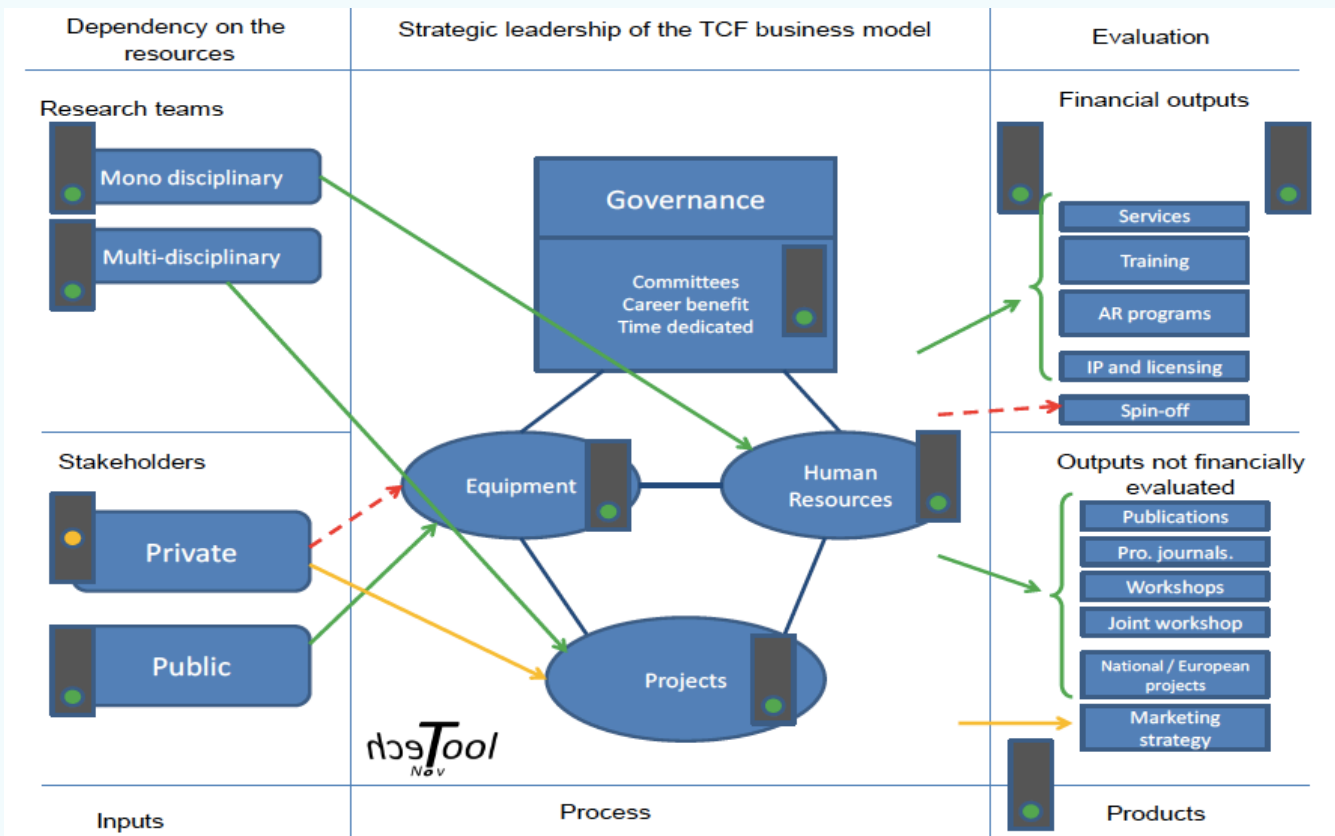 Dependency on the
resources
Strategic leadership of the TCF business model
Evaluation
Research teams
Mono disciplinary
Multi-disciplinary
Stakeholders
Private
Public
Governance
Committees
Career benefit
Time dedicated
Equipment
Human
Resources
Projects
Financial outputs
Services
Training
AR programs
IP and licensing
Spin-off
Outputs not financially
evaluated
Publications
Pro. journals.
Workshops
Joint workshop
National / European
projects
Marketing
strategy
Tool
Nov
Inputs
Process
Products